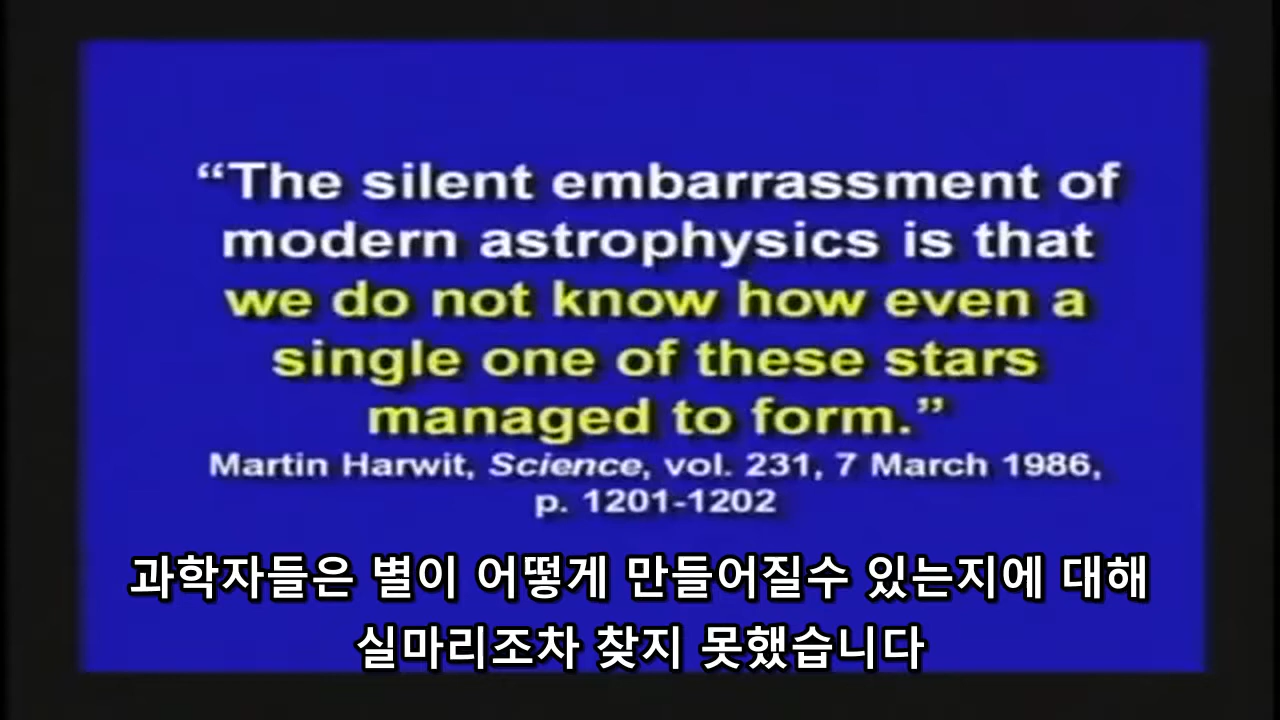 “The silent embarrassment of
modern astrophysics is that
we do not know how even a
single one of these stars
managed to form.”
Martin Harwit, Science, vol. 231, 7 March 1986,
p. 1201-1202
과학자들은 별이 어떻게 만들어질수 있는지에 대해
실마리조차 찾지 못했습니다